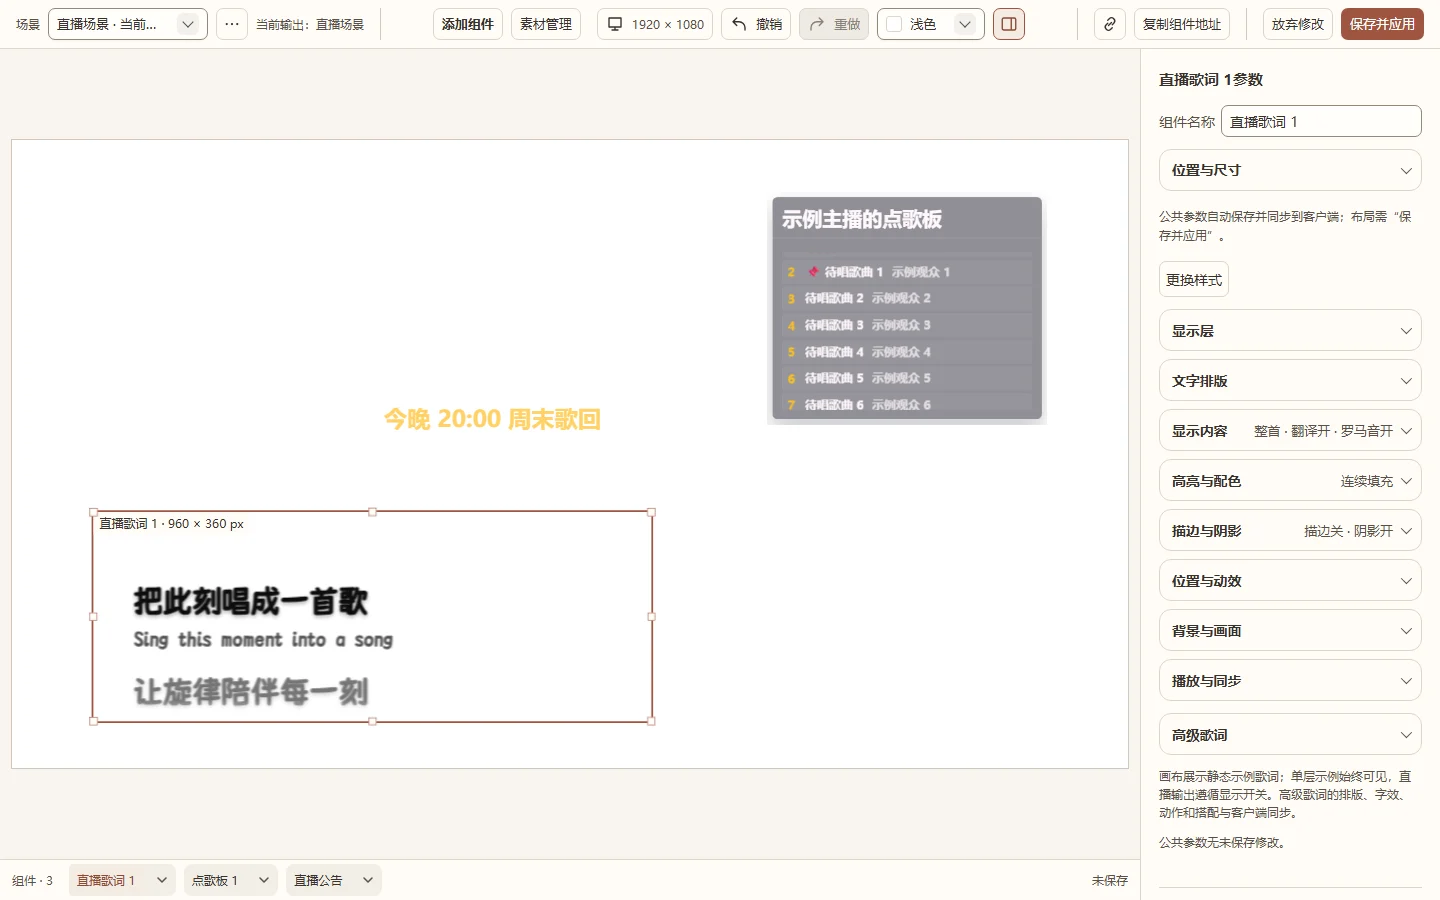 场景
直播场景 · 当前...
当前输出：直播场景
添加组件
素材管理
1920 × 1080
撤销
重做
浅色
复制组件地址
放弃修改
保存并应用
示例主播的点歌板
2 待唱歌曲 1 示例观众 1
3 待唱歌曲 2 示例观众 2
4 待唱歌曲 3 示例观众 3
5 待唱歌曲 4 示例观众 4
6 待唱歌曲 5 示例观众 5
7 待唱歌曲 6 示例观众 6
今晚 20:00 周末歌回
直播歌词 1 · 960 × 360 px
把此刻唱成一首歌
Sing this moment into a song
让旋律陪伴每一刻
直播歌词 1参数
组件名称
直播歌词 1
位置与尺寸
公共参数自动保存并同步到客户端；布局需“保
存并应用”。
更换样式
显示层
文字排版
显示内容 整首 · 翻译开 · 罗马音开
高亮与配色 连续填充
描边与阴影 描边关 · 阴影开
位置与动效
背景与画面
播放与同步
高级歌词
画布展示静态示例歌词；单层示例始终可见，直
播输出遵循显示开关。高级歌词的排版、字效、
动作和搭配与客户端同步。
公共参数无未保存修改。
组件 · 3
直播歌词 1
点歌板 1
直播公告
未保存